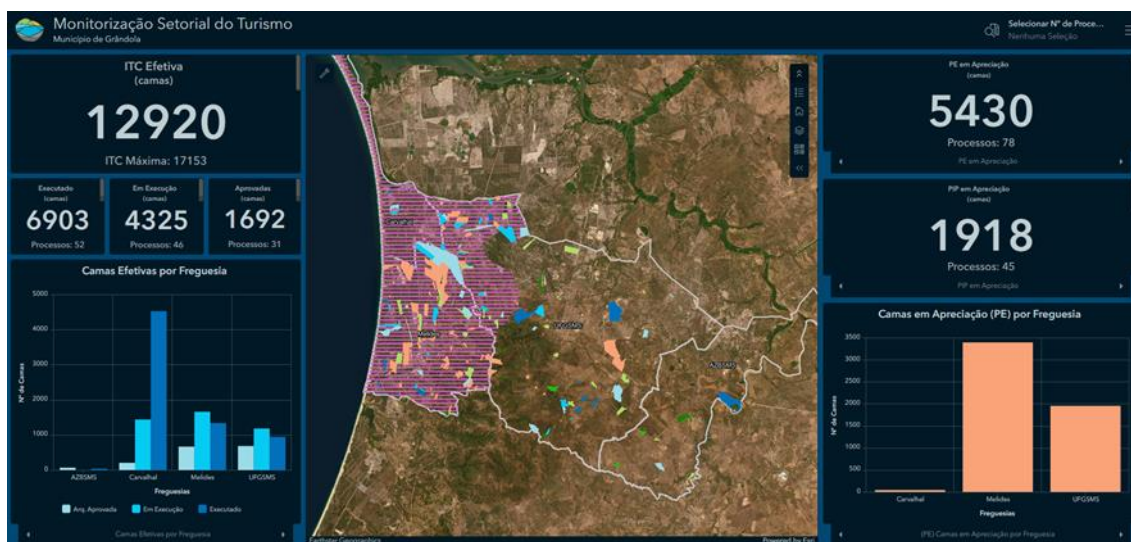 Monitorização Setorial do Turismo
Município de Grândola
Selecionar Nº de Proce...
Nenhuma Seleção
ITC Efetiva
(camas)
12920
ITC Máxima: 17153
Executado
(camas)
6903
Processos: 52
Em Execução
(camas)
4325
Processos: 46
Aprovadas
(camas)
1692
Processos: 31
Camas Efetivas por Freguesia
Nº de Camas
5000
4000
3000
2000
1000
0
AZBSMS
Carvalhal
Melides
UFGSMS
Freguesias
Arq. Aprovada
Em Execução
Executado
Camas Efetivas por Freguesia
Carvalhal
Melides
UFGSMS
AZBSMS
Earthstar Geographics
Powered by Esri
PE em Apreciação
(camas)
5430
Processos: 78
PE em Apreciação
PIP em Apreciação
(camas)
1918
Processos: 45
PIP em Apreciação
Camas em Apreciação (PE) por Freguesia
Nº de Camas
3500
3000
2500
2000
1500
1000
500
0
Carvalhal
Melides
UFGSMS
Freguesias
(PE) Camas em Apreciação por Freguesia